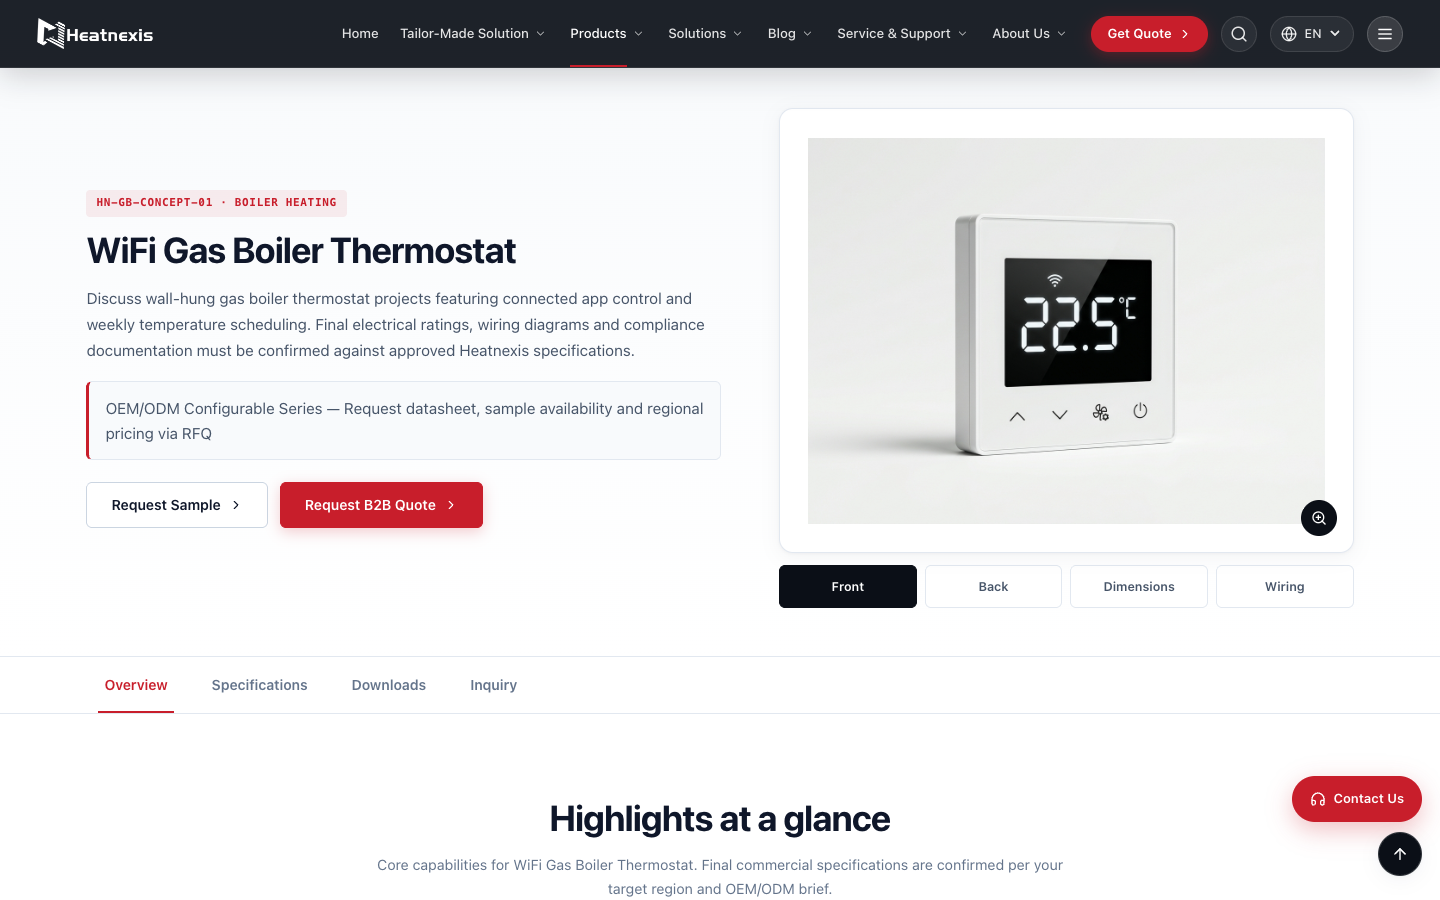 Heatnexis
Home
Tailor-Made Solution
Products
Solutions
Blog
Service & Support
About Us
Get Quote
EN
HN-GB-CONCEPT-01 · BOILER HEATING
WiFi Gas Boiler Thermostat
Discuss wall-hung gas boiler thermostat projects featuring connected app control and
weekly temperature scheduling. Final electrical ratings, wiring diagrams and compliance
documentation must be confirmed against approved Heatnexis specifications.
OEM/ODM Configurable Series — Request datasheet, sample availability and regional
pricing via RFQ
Request Sample
Request B2B Quote
22.5℃
Front
Back
Dimensions
Wiring
Overview
Specifications
Downloads
Inquiry
Highlights at a glance
Core capabilities for WiFi Gas Boiler Thermostat. Final commercial specifications are confirmed per your
target region and OEM/ODM brief.
Contact Us